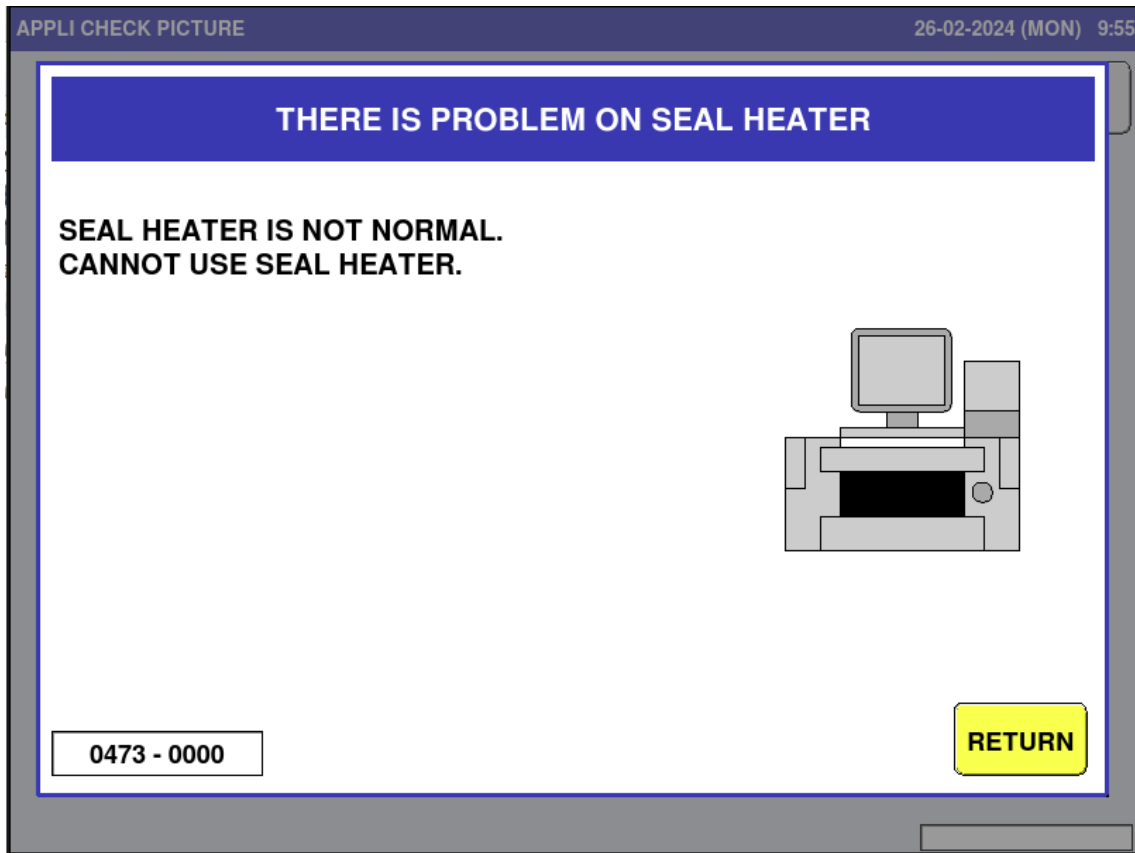 APPLI CHECK PICTURE 26-02-2024 (MON) 9:55
THERE IS PROBLEM ON SEAL HEATER
SEAL HEATER IS NOT NORMAL.
CANNOT USE SEAL HEATER.
0473 - 0000
RETURN